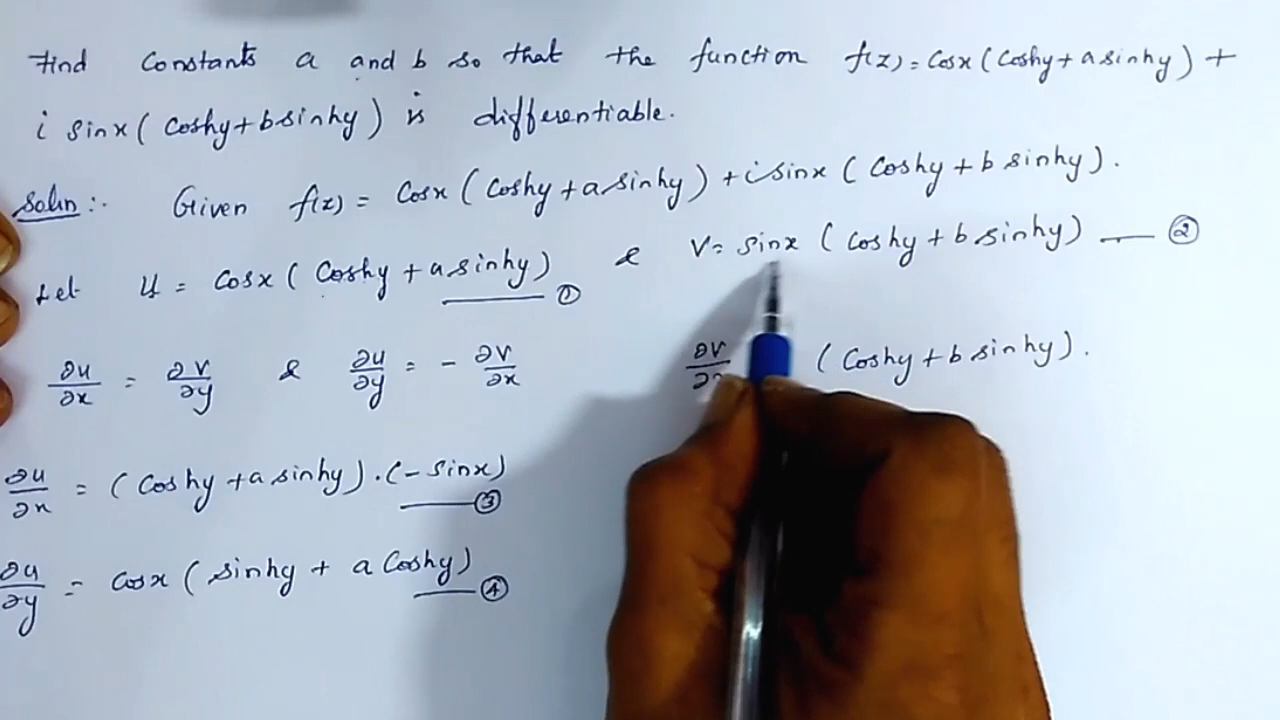 Find constants a and b so that the function f(z) = cosx (coshy + a sinhy) +
i sinx (coshy + b sinhy) is differentiable.
Soln :- Given f(z) = cosx (coshy + a sinhy) + i sinx (coshy + b sinhy).
Let u = cosx (coshy + a sinhy) — ① & V = sinx (coshy + b sinhy) — ②
∂u/∂x = ∂V/∂y & ∂u/∂y = - ∂V/∂x
∂V/∂x (coshy + b sinhy).
∂u/∂x = (coshy + a sinhy) . (- sinx) — ③
∂u/∂y = cosx (sinhy + a coshy) — ④